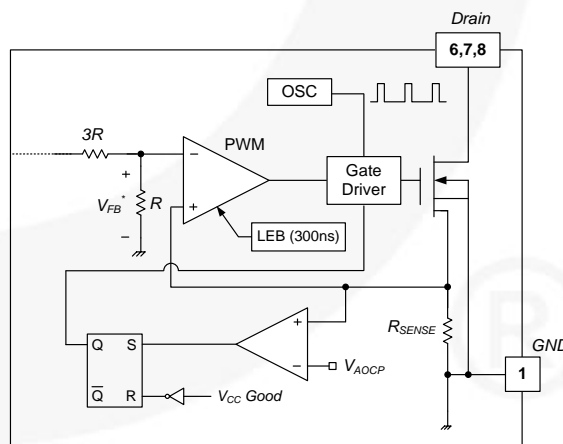 Drain
6,7,8
OSC
3R
PWM
−
+
Gate
Driver
+
V_FB*
R
−
LEB (300ns)
+
−
R_SENSE
GND
1
V_AOCP
Q
S
Q̅
R
V_CC Good
®